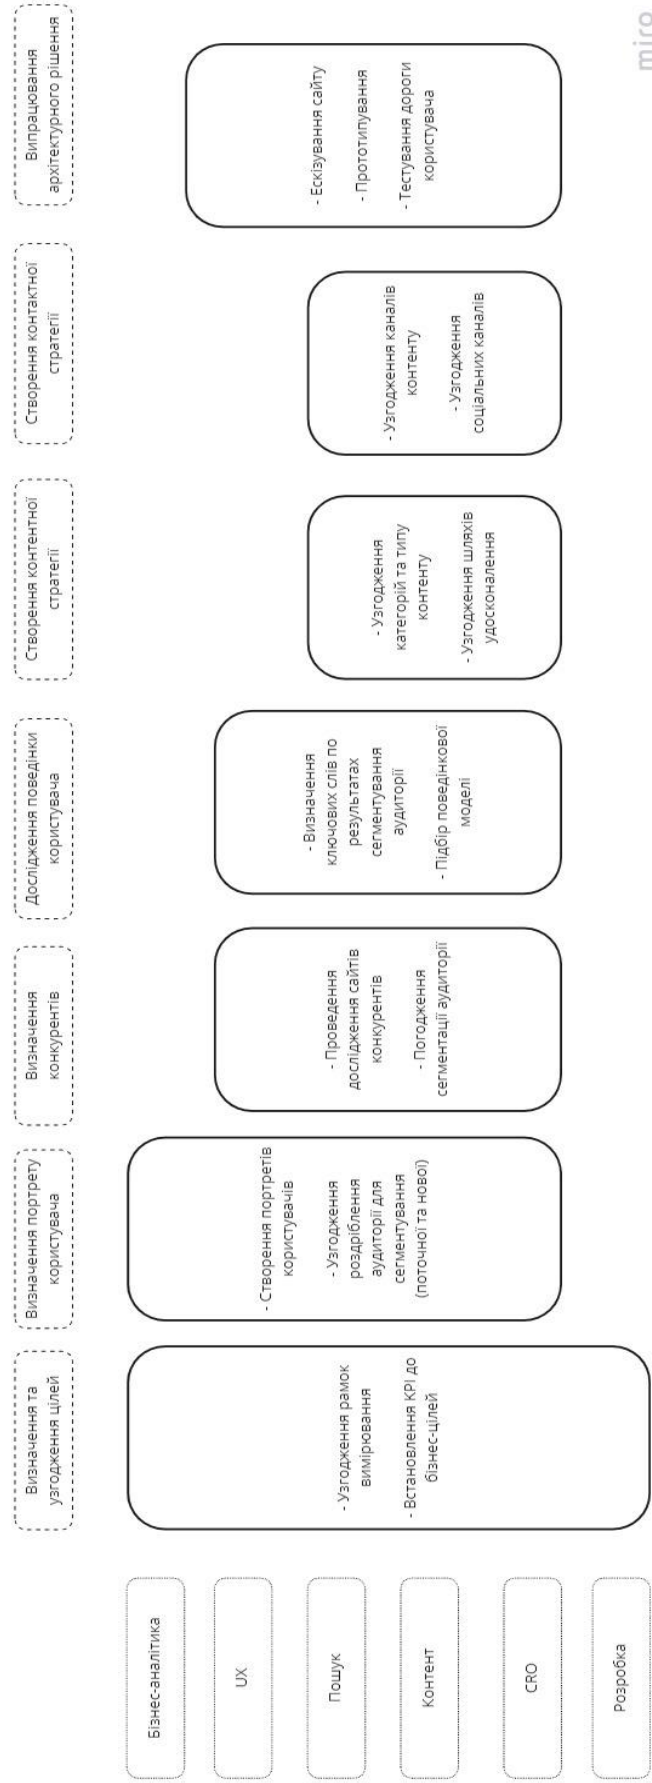 Визначення та
узгодження цілей
Визначення портрету
користувача
Визначення
конкурентів
Дослідження поведінки
користувача
Створення контентної
стратегії
Створення контактної
стратегії
Випрацювання
архітектурного рішення
Бізнес-аналітика
UX
Пошук
Контент
CRO
Розробка
- Узгодження рамок
вимірювання
- Встановлення KPI до
бізнес-цілей
- Створення портретів
користувачів
- Узгодження
роздріблення
аудиторії для
сегментування
(поточної та нової)
- Проведення
дослідження сайтів
конкурентів
- Погодження
сегментації аудиторії
- Визначення
ключових слів по
результатах
сегментування
аудиторії
- Підбір поведінкової
моделі
- Узгодження
категорій та типу
контенту
- Узгодження шляхів
удосконалення
- Узгодження каналів
контенту
- Узгодження
соціальних каналів
- Ескізування сайту
- Прототипування
- Тестування дороги
користувача
miro